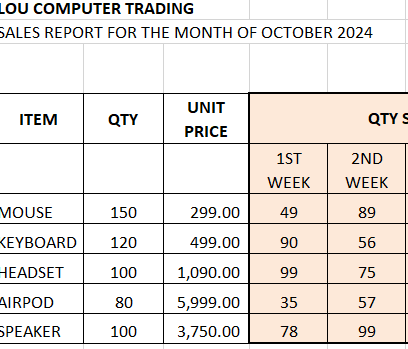 LOU COMPUTER TRADING
SALES REPORT FOR THE MONTH OF OCTOBER 2024
ITEM QTY UNIT PRICE QTY S
1ST WEEK 2ND WEEK
MOUSE 150 299.00 49 89
KEYBOARD 120 499.00 90 56
HEADSET 100 1,090.00 99 75
AIRPOD 80 5,999.00 35 57
SPEAKER 100 3,750.00 78 99